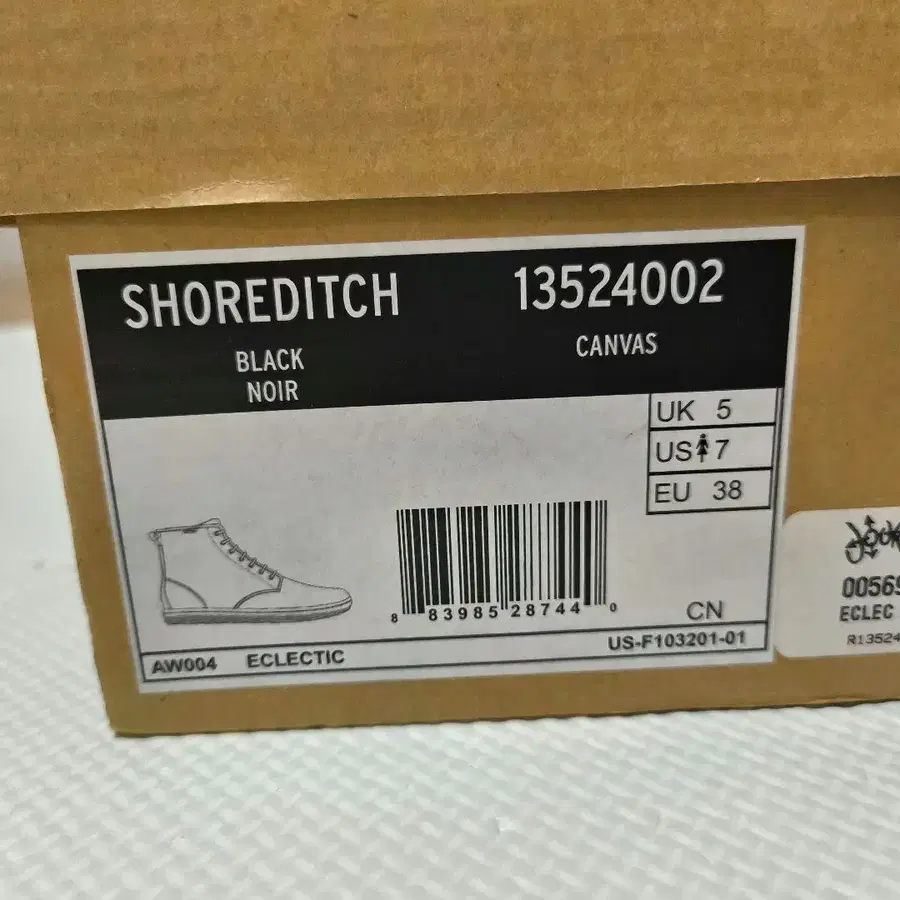 SHOREDITCH 13524002
BLACK CANVAS
NOIR
UK 5
US 7
EU 38
8 83985 28744 0
CN
US-F103201-01
AW004 ECLECTIC
00569
ECLEC
R13524